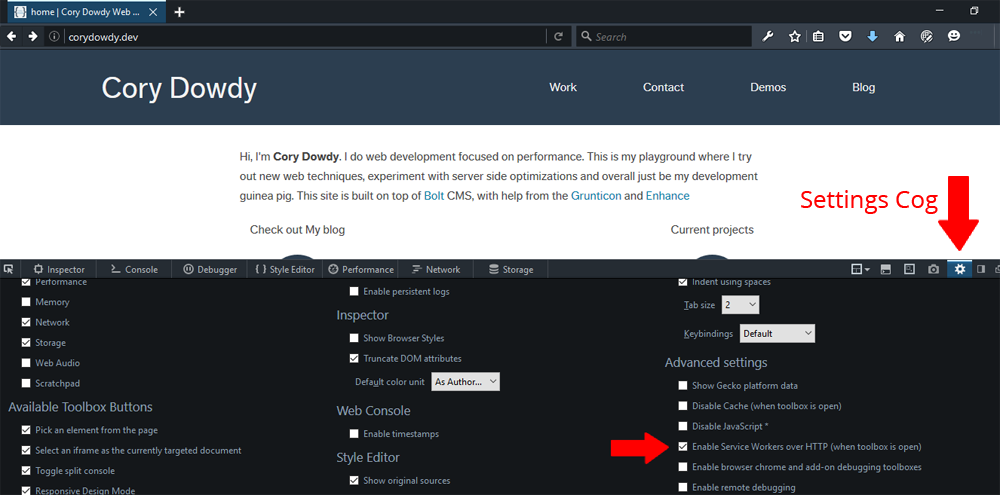 home | Cory Dowdy Web ...
corydowdy.dev
Search
Cory Dowdy
Work
Contact
Demos
Blog
Hi, I'm Cory Dowdy. I do web development focused on performance. This is my playground where I try
out new web techniques, experiment with server side optimizations and overall just be my development
guinea pig. This site is built on top of Bolt CMS, with help from the Grunticon and Enhance
Settings Cog
Check out My blog
Current projects
Inspector
Console
Debugger
Style Editor
Performance
Network
Storage
Performance
Memory
Network
Storage
Web Audio
Scratchpad
Available Toolbox Buttons
Pick an element from the page
Select an iframe as the currently targeted document
Toggle split console
Responsive Design Mode
Enable persistent logs
Inspector
Show Browser Styles
Truncate DOM attributes
Default color unit
As Author...
Web Console
Enable timestamps
Style Editor
Show original sources
Indent using spaces
Tab size
2
Keybindings
Default
Advanced settings
Show Gecko platform data
Disable Cache (when toolbox is open)
Disable JavaScript *
Enable Service Workers over HTTP (when toolbox is open)
Enable browser chrome and add-on debugging toolboxes
Enable remote debugging